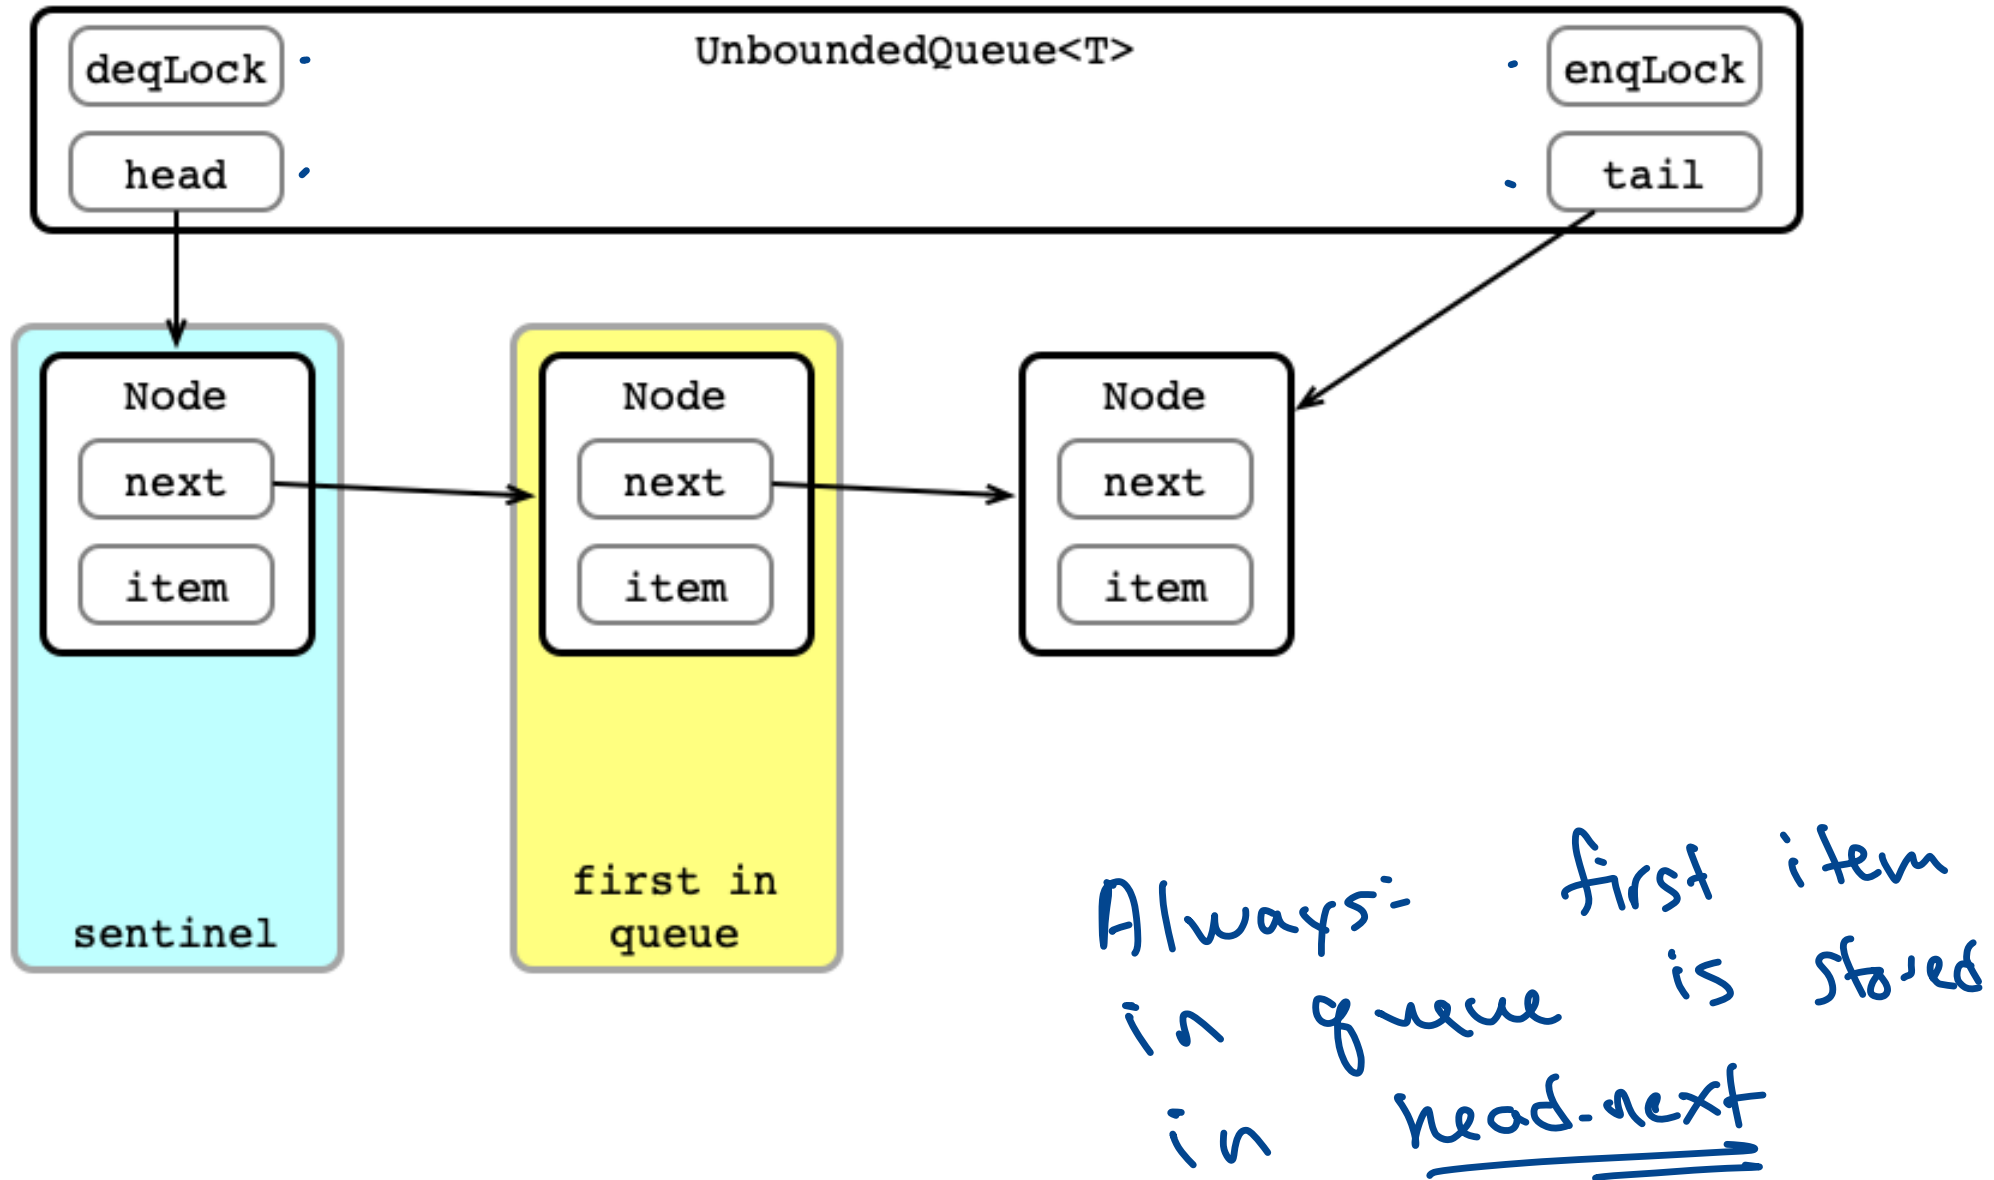 UnboundedQueue<T>
deqLock
enqLock
head
tail
Node
Node
Node
next
next
next
item
item
item
sentinel
first in
queue
Always: first item
in queue is stored
in head.next